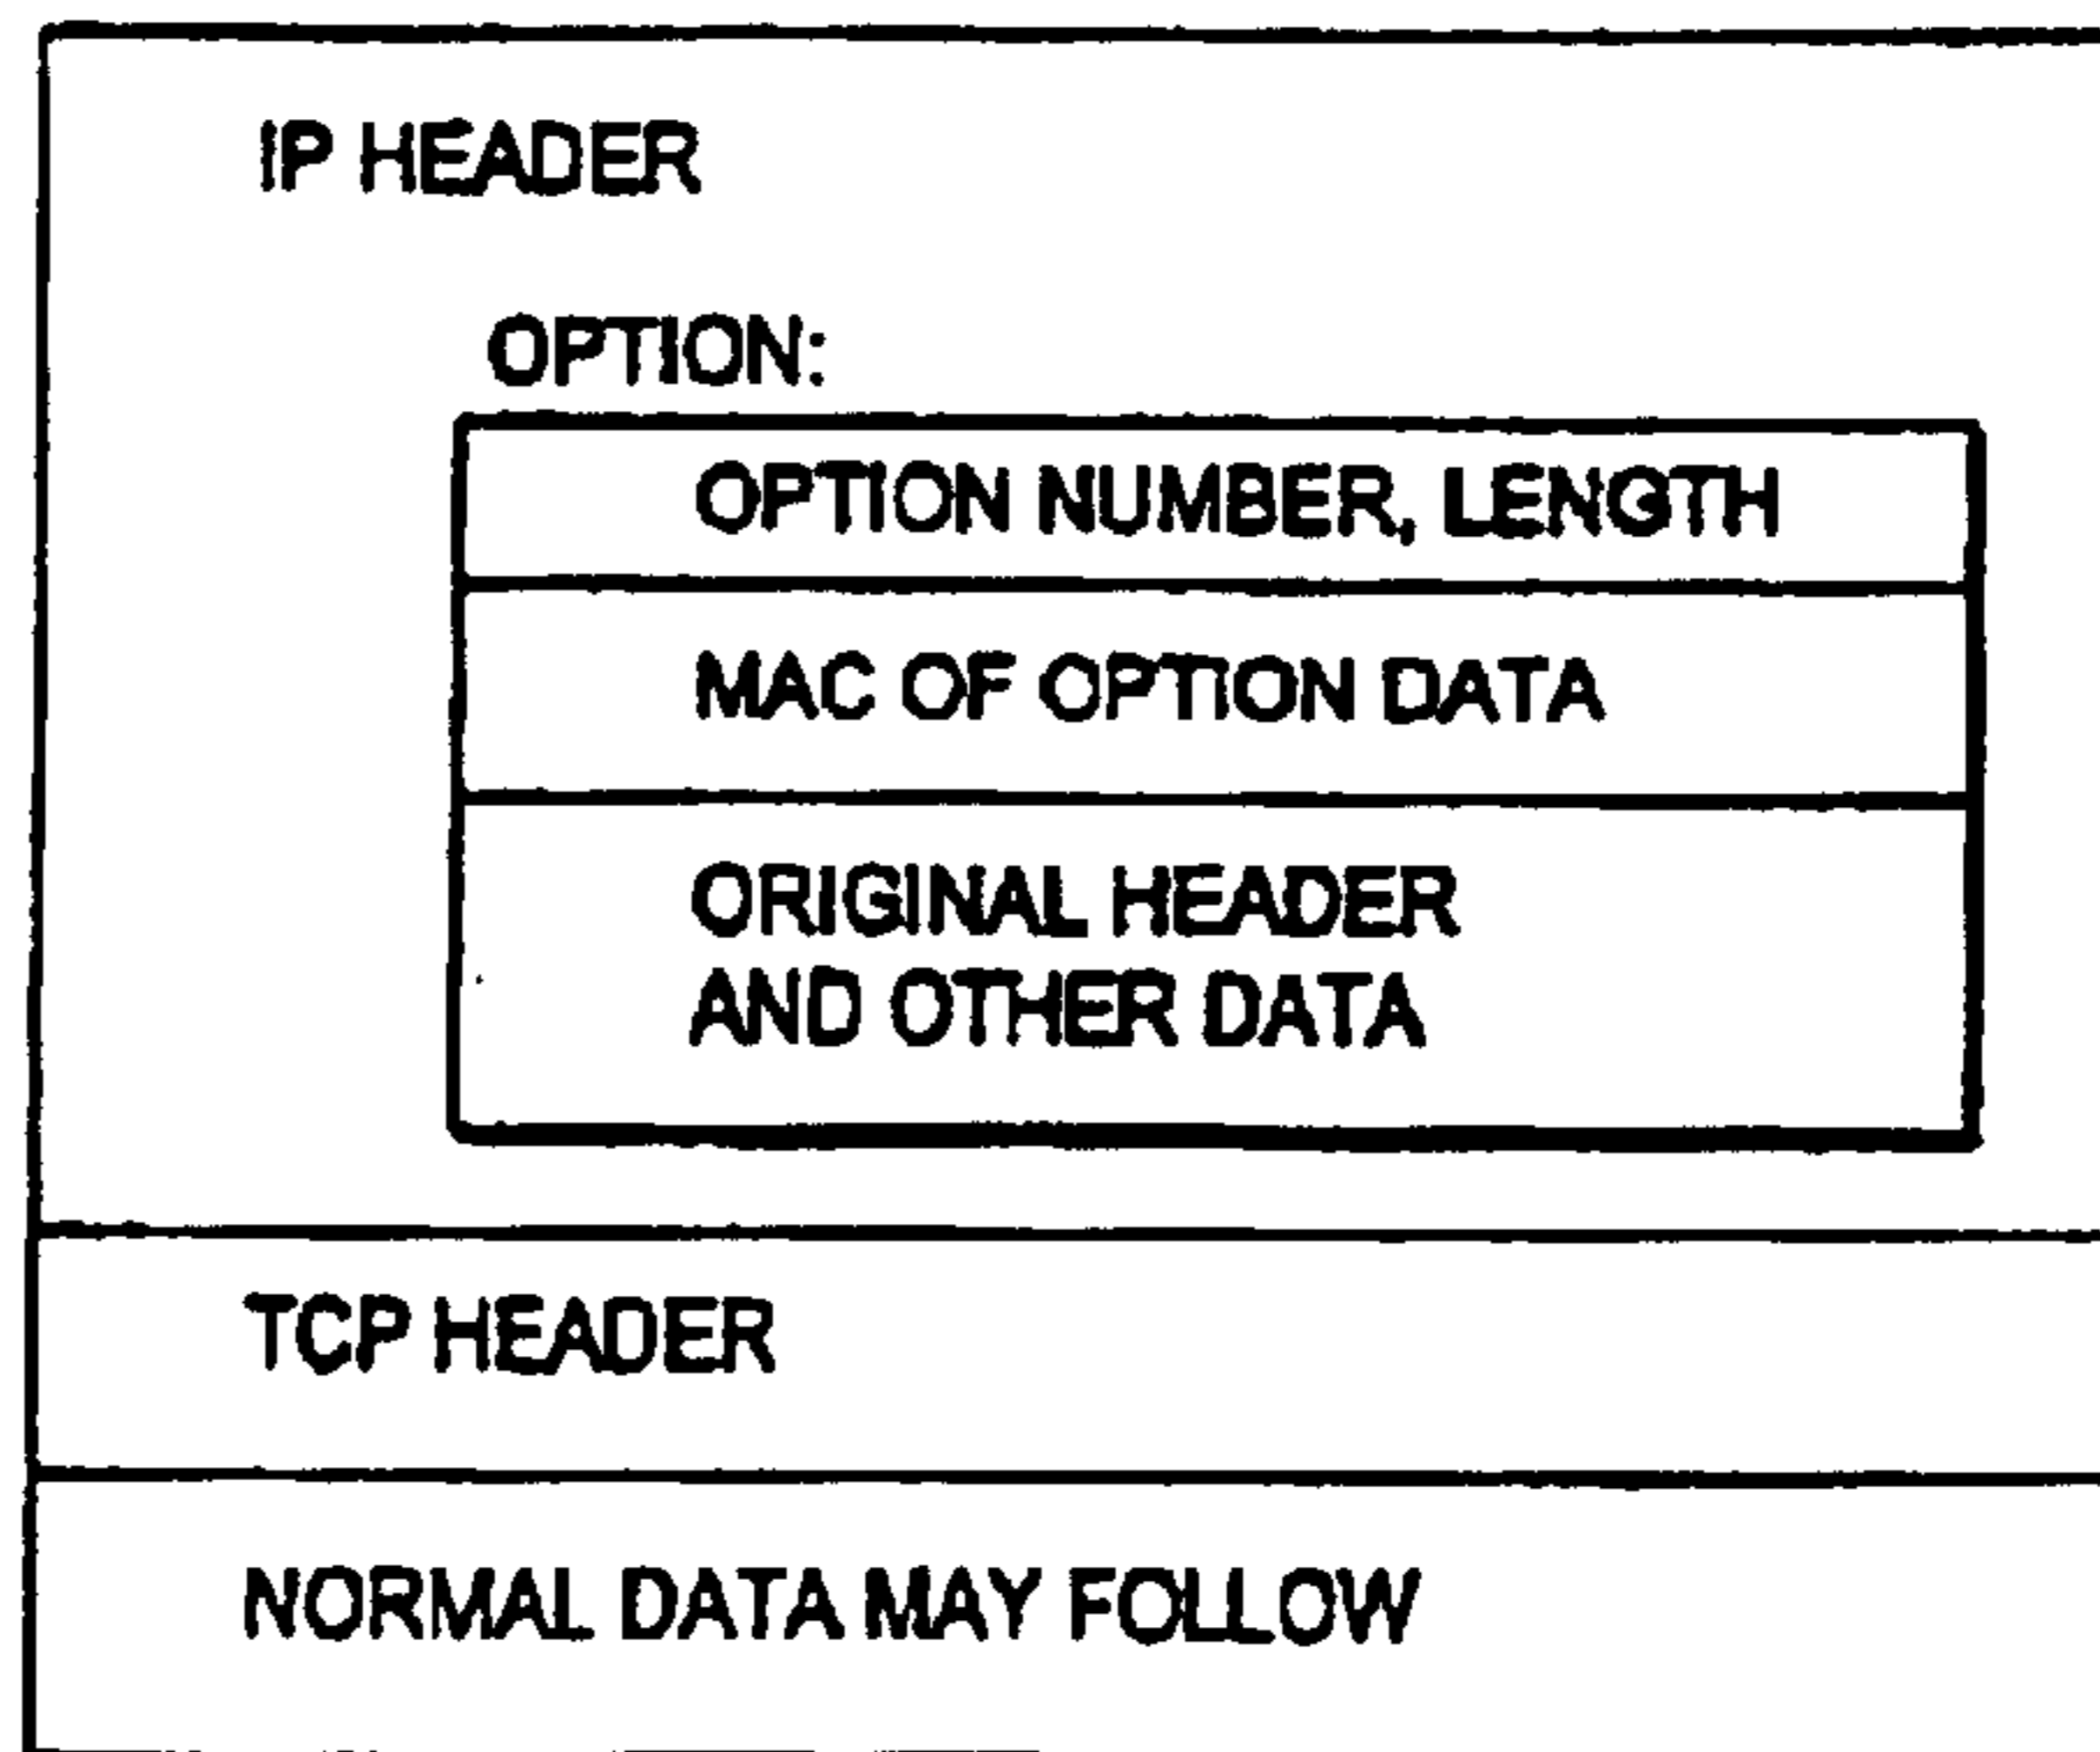 IP HEADER
OPTION:
OPTION NUMBER, LENGTH
MAC OF OPTION DATA
ORIGINAL HEADER
AND OTHER DATA
TCP HEADER
NORMAL DATA MAY FOLLOW